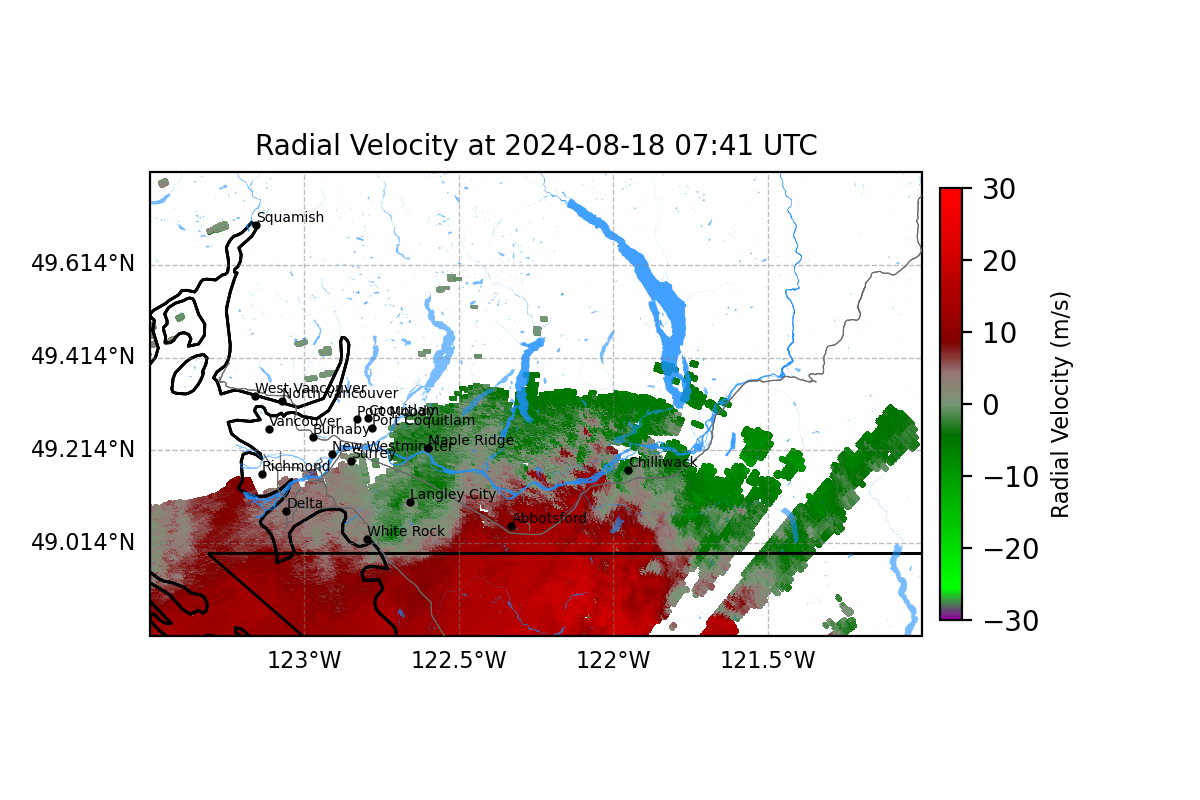 Radial Velocity at 2024-08-18 07:41 UTC
Squamish
West Vancouver
North Vancouver
Port Moody
Coquitlam
Port Coquitlam
Vancouver
Burnaby
Maple Ridge
New Westminster
Surrey
Richmond
Chilliwack
Langley City
Delta
Abbotsford
White Rock
49.614°N
49.414°N
49.214°N
49.014°N
123°W
122.5°W
122°W
121.5°W
30
20
10
0
−10
−20
−30
Radial Velocity (m/s)